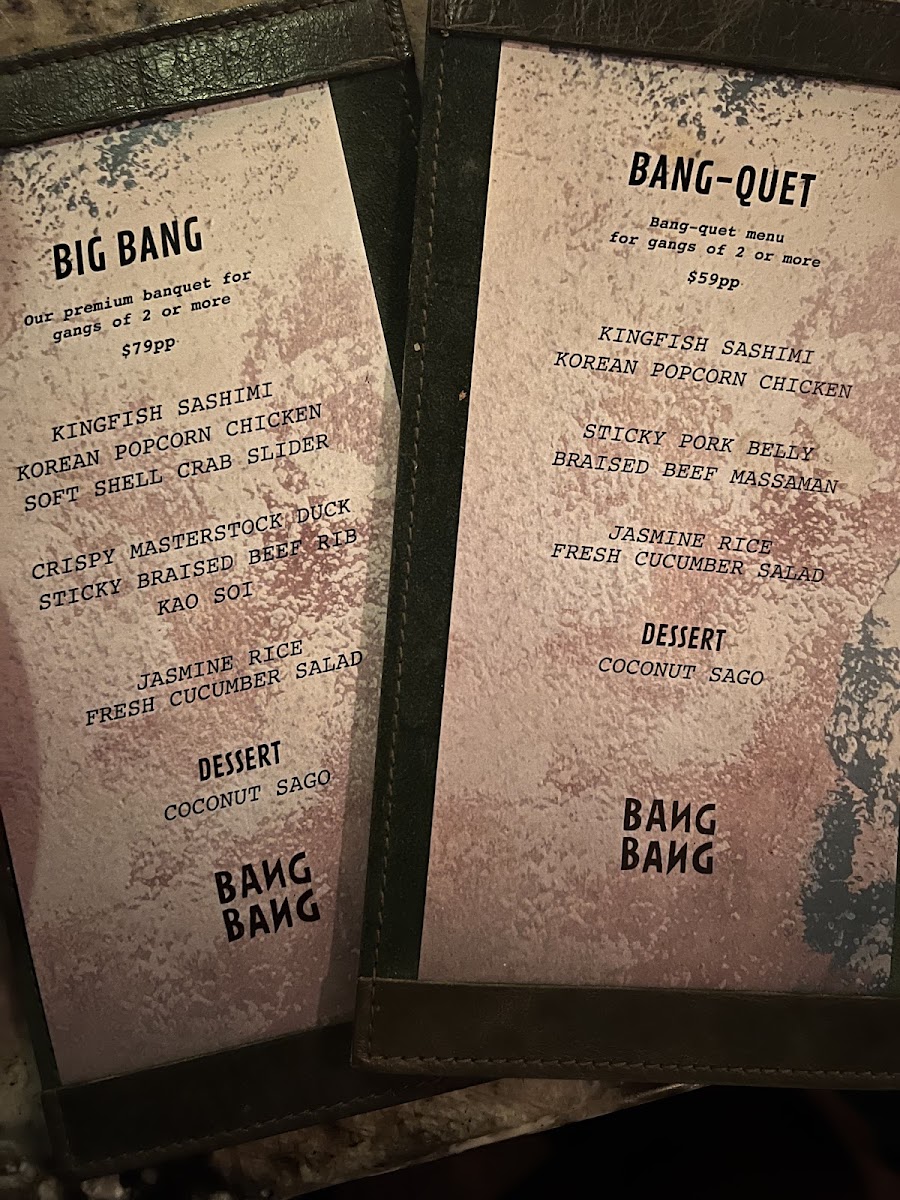 BIG BANG
Our premium banquet for
gangs of 2 or more
$79pp
KINGFISH SASHIMI
KOREAN POPCORN CHICKEN
SOFT SHELL CRAB SLIDER
CRISPY MASTERSTOCK DUCK
STICKY BRAISED BEEF RIB
KAO SOI
JASMINE RICE
FRESH CUCUMBER SALAD
DESSERT
COCONUT SAGO
BANG
BANG
BANG-QUET
Bang-quet menu
for gangs of 2 or more
$59pp
KINGFISH SASHIMI
KOREAN POPCORN CHICKEN
STICKY PORK BELLY
BRAISED BEEF MASSAMAN
JASMINE RICE
FRESH CUCUMBER SALAD
DESSERT
COCONUT SAGO
BANG
BANG